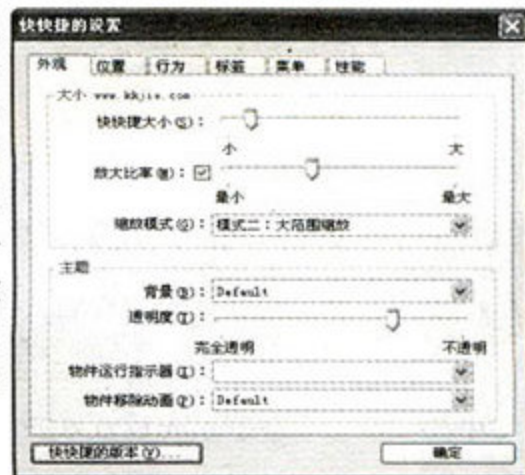 快快捷的设置
外观 位置 行为 标签 菜单 性能
大小 www.kkjie.com
快快捷大小(S)：
小 大
放大比率(M)：
最小 最大
缩放模式(G)：模式二：大范围缩放
主题
背景(B)：Default
透明度(T)：
完全透明 不透明
物件运行指示器(I)：
物件移除动画(P)：Default
快快捷的版本(V)... 确定